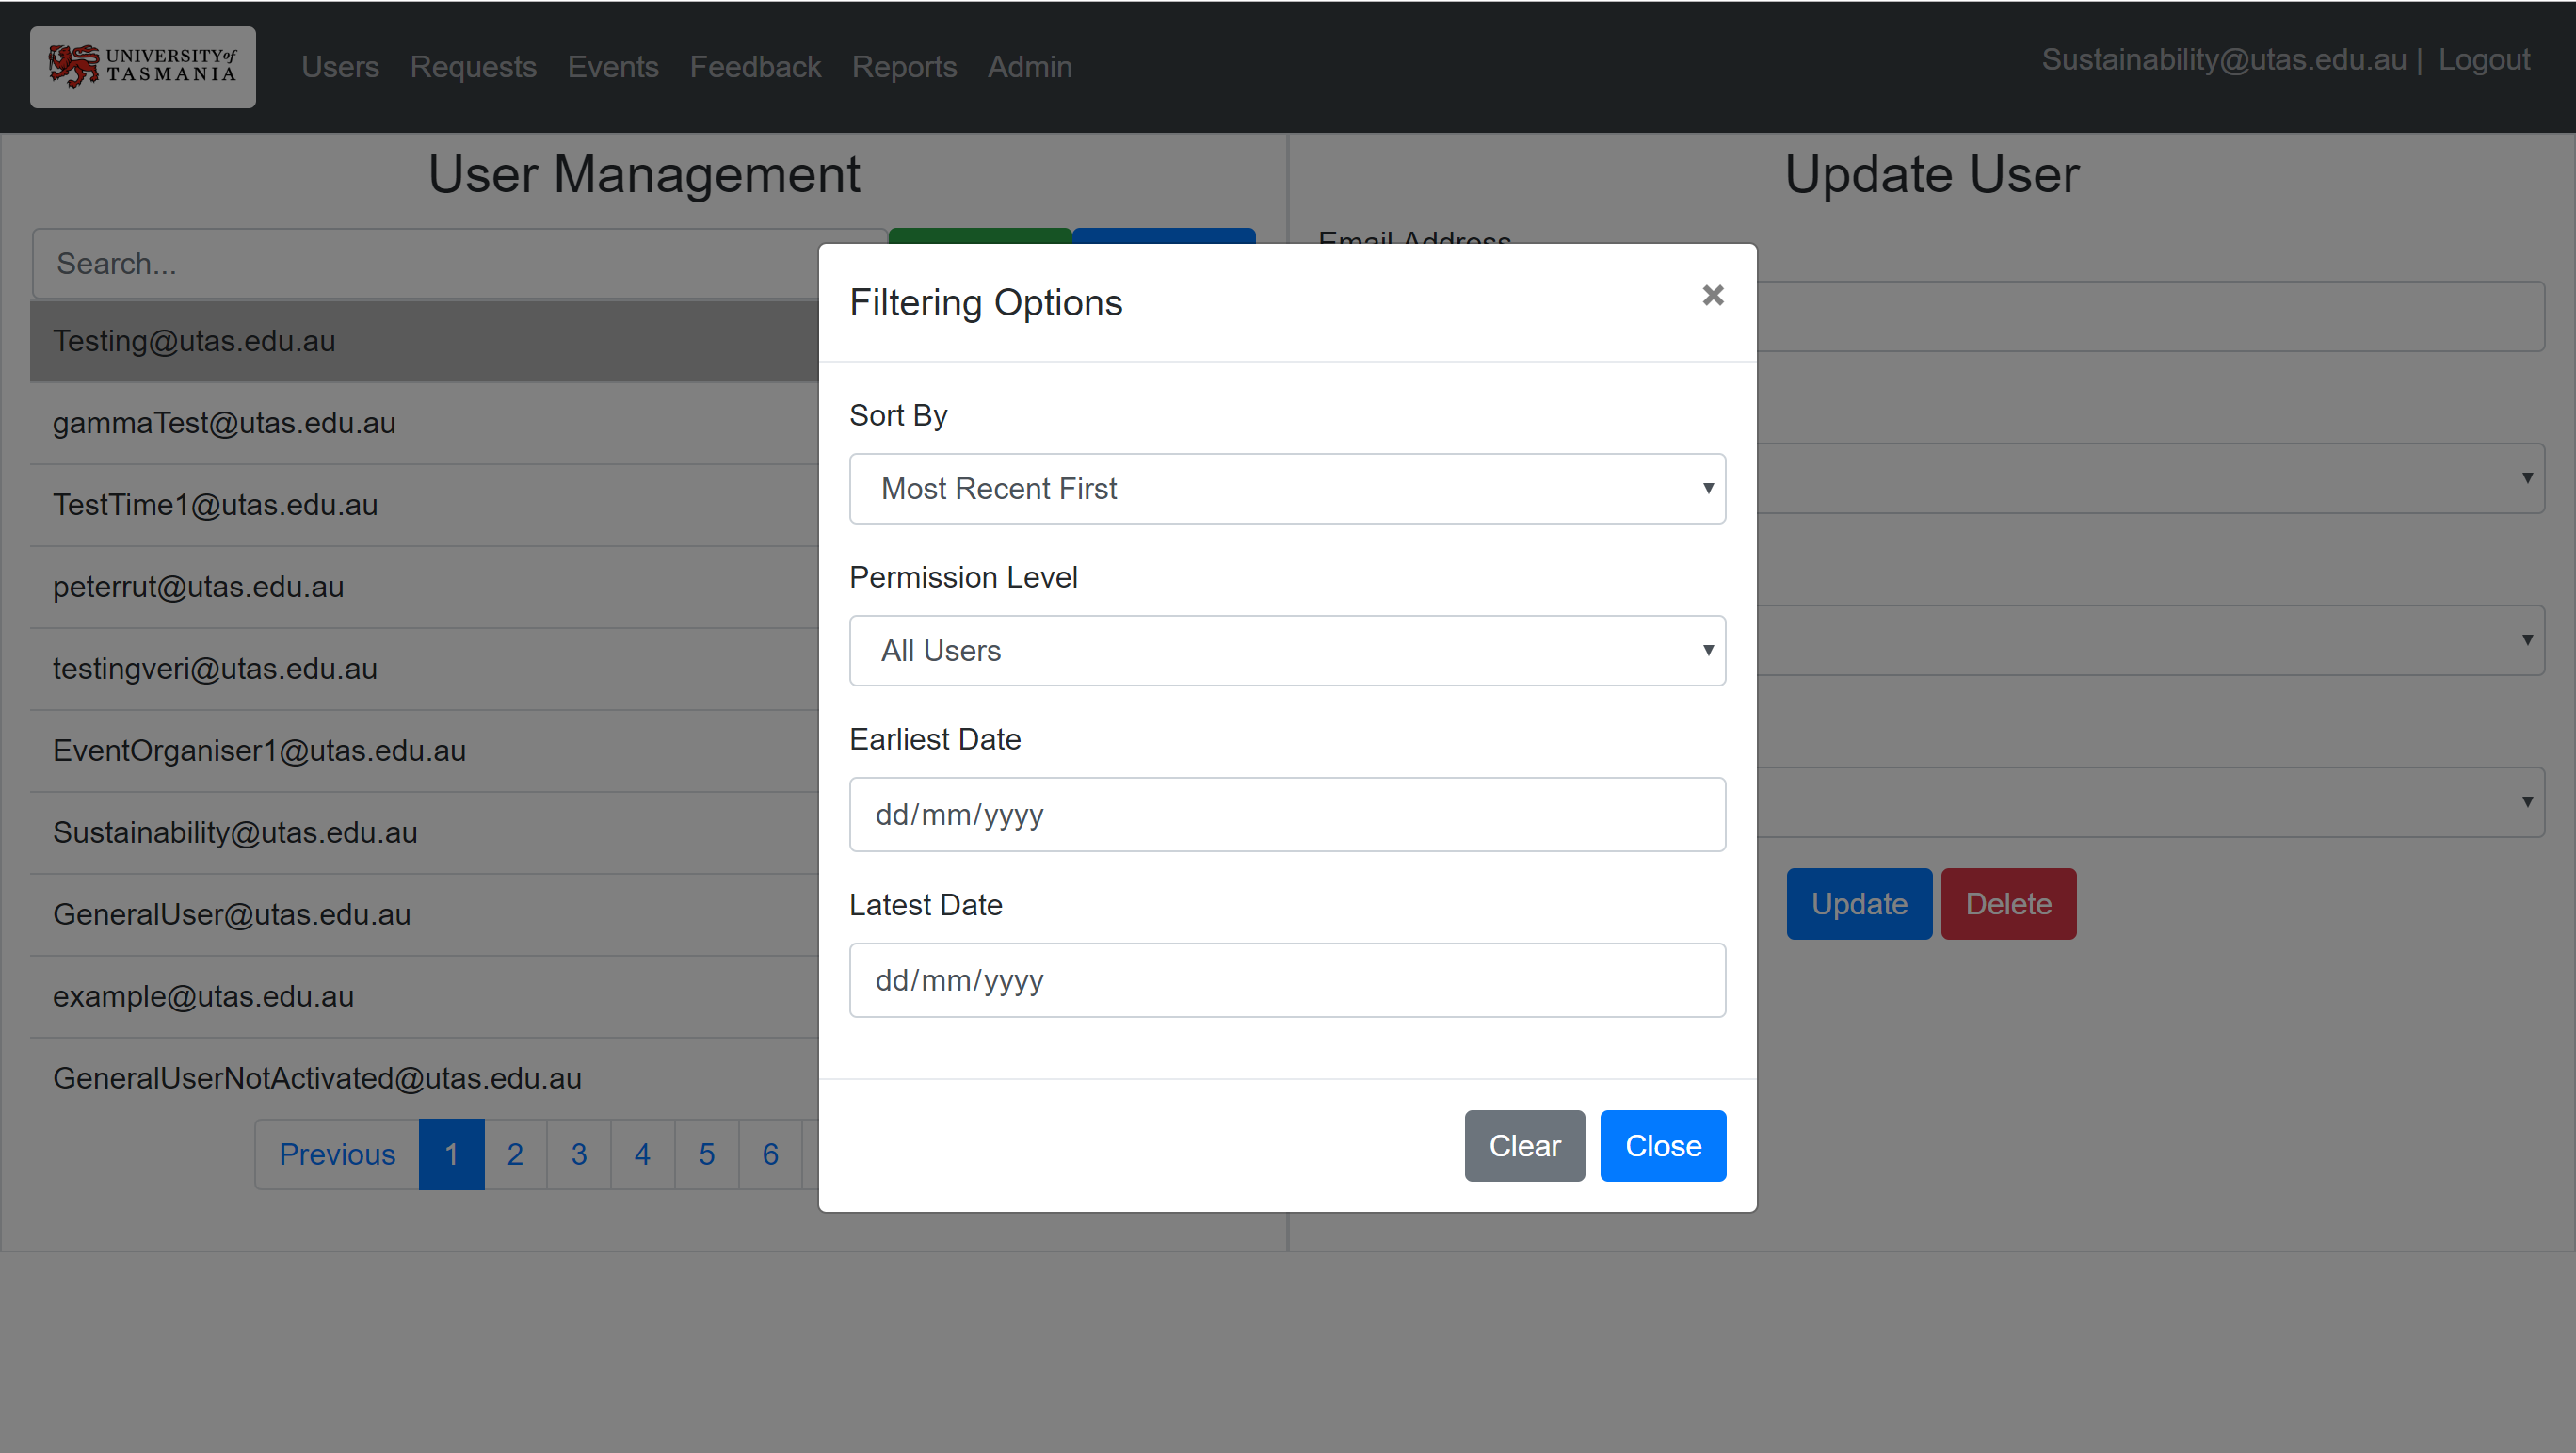 UNIVERSITY of
TASMANIA
Users Requests Events Feedback Reports Admin
Sustainability@utas.edu.au | Logout
User Management
Search...
Testing@utas.edu.au
gammaTest@utas.edu.au
TestTime1@utas.edu.au
peterrut@utas.edu.au
testingveri@utas.edu.au
EventOrganiser1@utas.edu.au
Sustainability@utas.edu.au
GeneralUser@utas.edu.au
example@utas.edu.au
GeneralUserNotActivated@utas.edu.au
Previous 1 2 3 4 5 6
Update User
Email Address
Update Delete
Filtering Options
×
Sort By
Most Recent First
Permission Level
All Users
Earliest Date
dd/mm/yyyy
Latest Date
dd/mm/yyyy
Clear Close